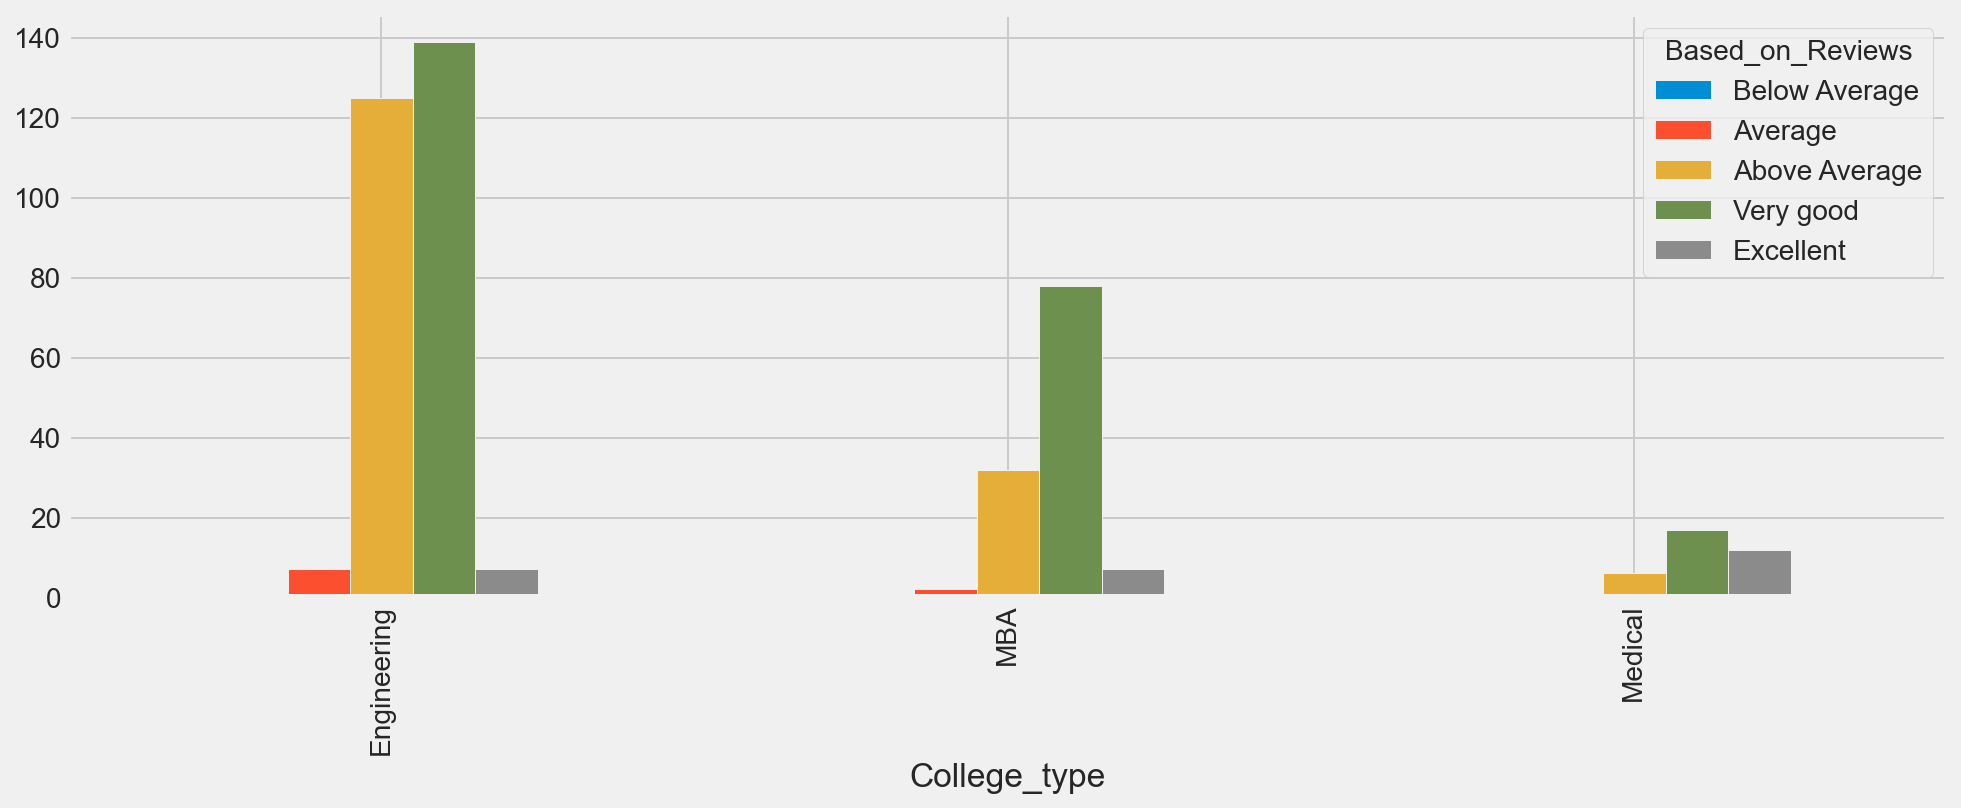 140
120
100
80
60
40
20
0
Based_on_Reviews
Below Average
Average
Above Average
Very good
Excellent
Engineering
MBA
Medical
College_type